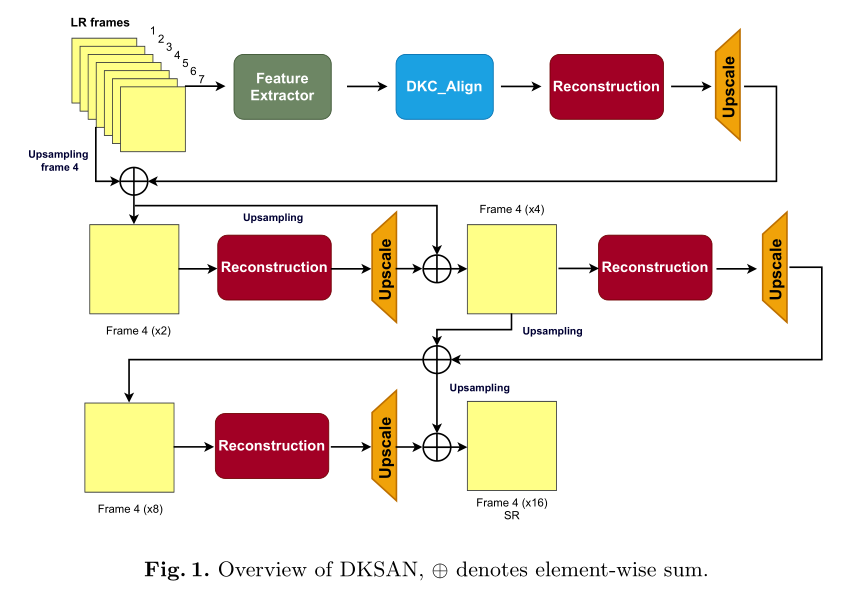 LR frames
1
2
3
4
5
6
7
Feature
Extractor
DKC_Align
Reconstruction
Upscale
Upsampling
frame 4
Upsampling
Frame 4 (x4)
Reconstruction
Upscale
Reconstruction
Upscale
Frame 4 (x2)
Upsampling
Upsampling
Reconstruction
Upscale
Frame 4 (x8)
Frame 4 (x16)
SR
Fig. 1. Overview of DKSAN, ⊕ denotes element-wise sum.